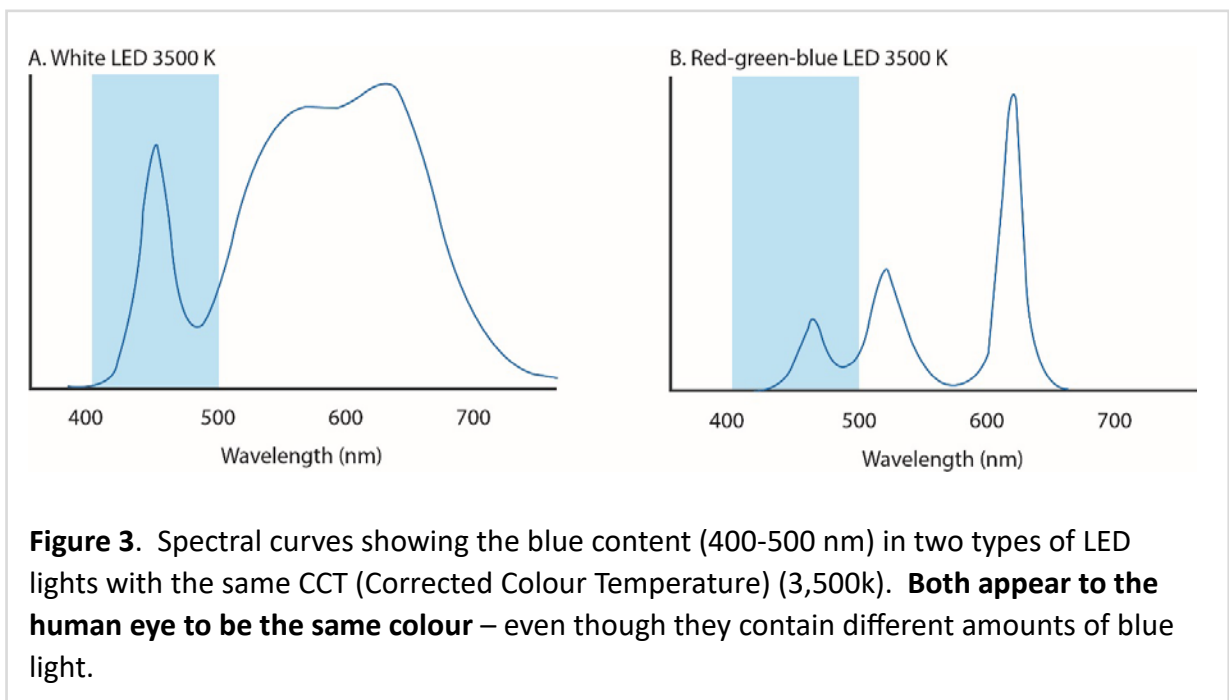 A. White LED 3500 K
400 500 600 700
Wavelength (nm)
B. Red-green-blue LED 3500 K
400 500 600 700
Wavelength (nm)
Figure 3.  Spectral curves showing the blue content (400-500 nm) in two types of LED
lights with the same CCT (Corrected Colour Temperature) (3,500k).  Both appear to the
human eye to be the same colour – even though they contain different amounts of blue
light.